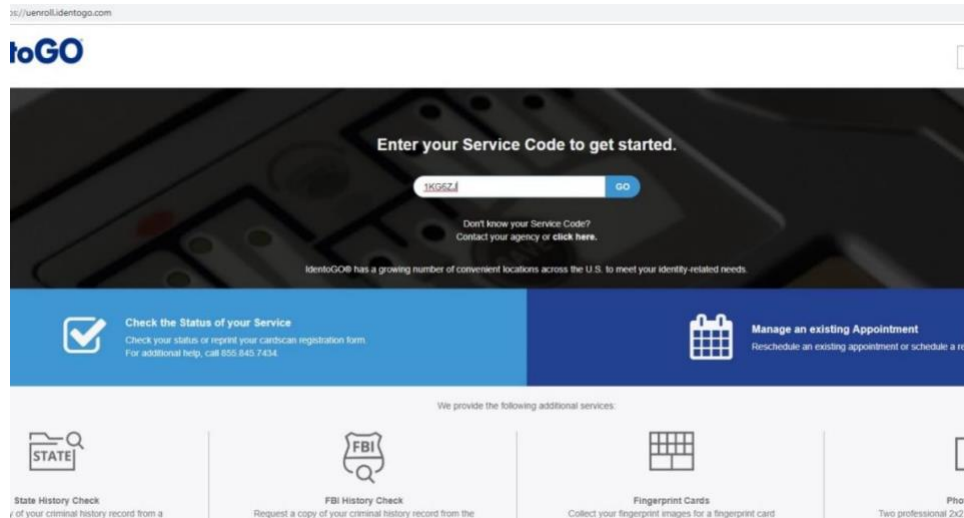 ps://uenroll.identogo.com
toGO
Enter your Service Code to get started.
1KG6ZJ
GO
Don't know your Service Code?
Contact your agency or click here.
IdentoGO® has a growing number of convenient locations across the U.S. to meet your identity-related needs.
Check the Status of your Service
Check your status or reprint your cardscan registration form.
For additional help, call 855.845.7434.
Manage an existing Appointment
Reschedule an existing appointment or schedule a re
We provide the following additional services:
STATE
FBI
State History Check
FBI History Check
Fingerprint Cards
Pho
y of your criminal history record from a
Request a copy of your criminal history record from the
Collect your fingerprint images for a fingerprint card
Two professional 2x2